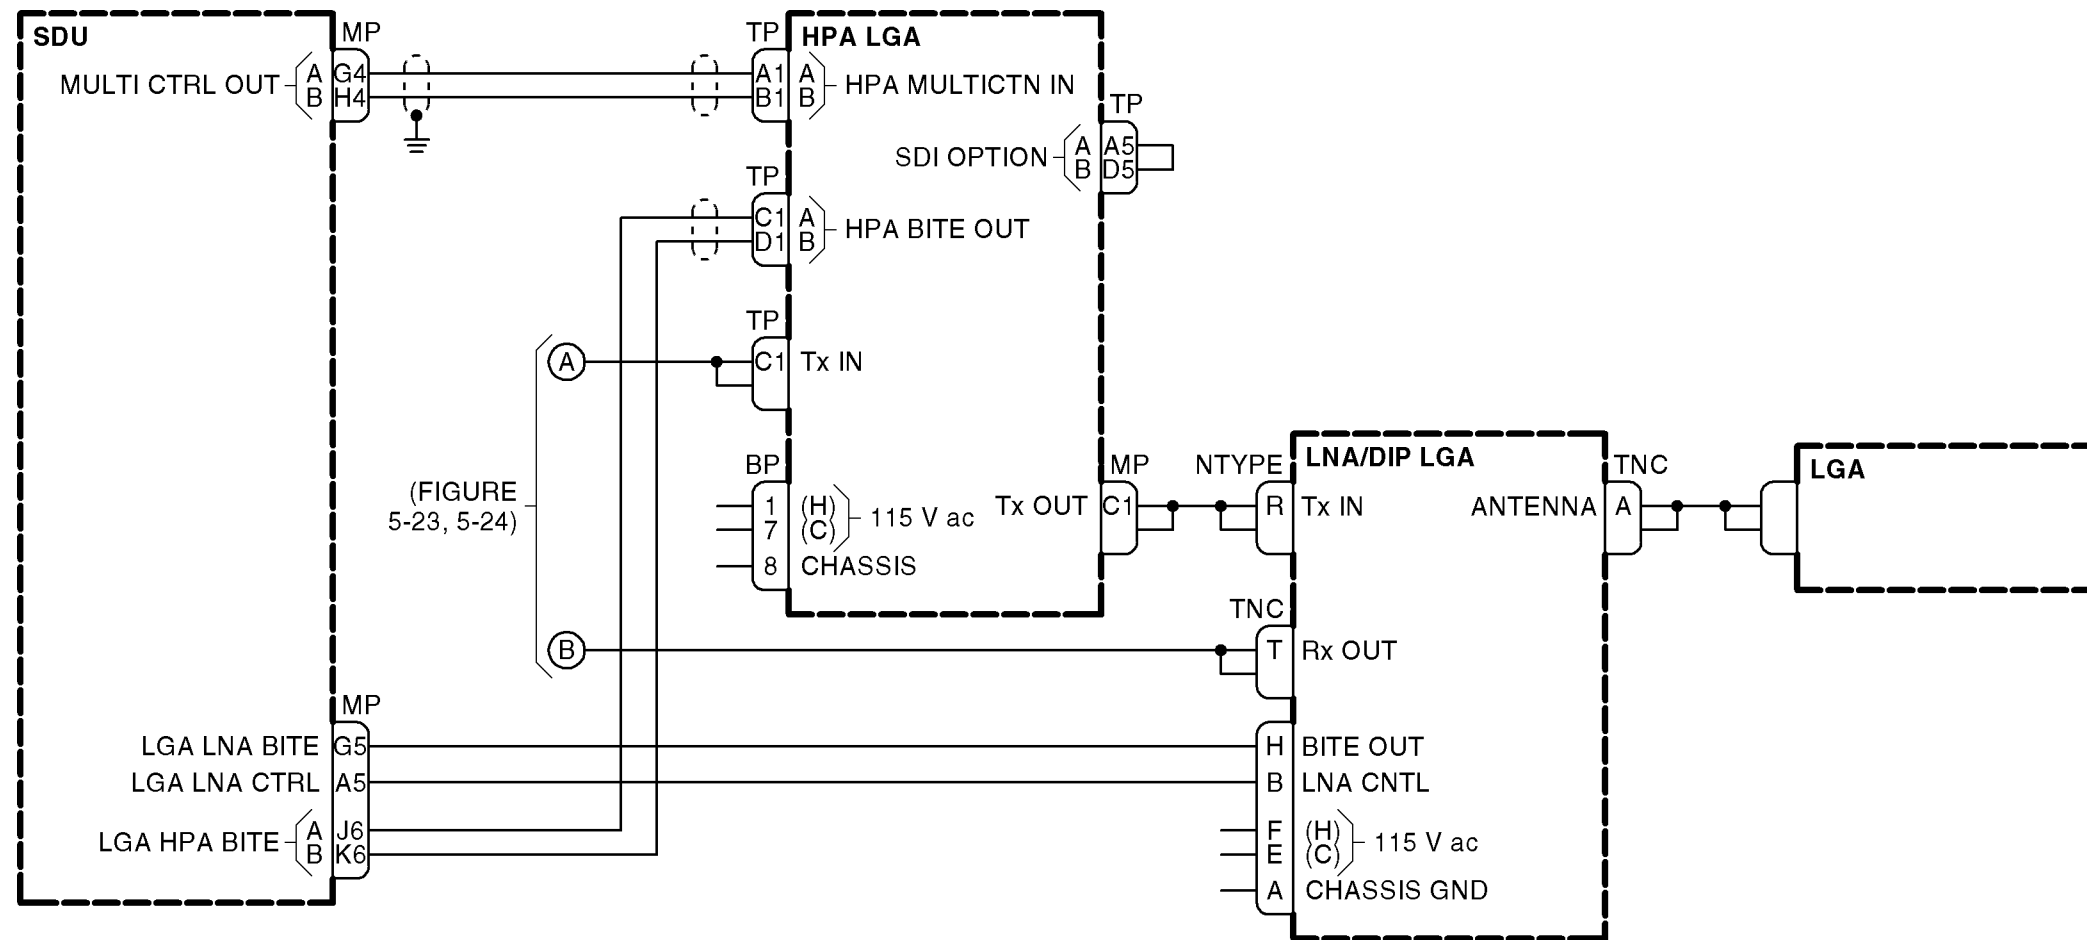 SDU
MP
MULTI CTRL OUT
A G4
B H4
TP
HPA LGA
A1 A
B1 B
HPA MULTICTN IN
TP
SDI OPTION
A A5
B D5
TP
C1 A
D1 B
HPA BITE OUT
TP
A
C1 Tx IN
(FIGURE
5-23, 5-24)
BP
1 (H)
7 (C)
115 V ac
8 CHASSIS
MP
Tx OUT C1
NTYPE
LNA/DIP LGA
R Tx IN
TNC
ANTENNA A
LGA
TNC
B
T Rx OUT
MP
LGA LNA BITE G5
H BITE OUT
LGA LNA CTRL A5
B LNA CNTL
LGA HPA BITE
A J6
B K6
F (H)
E (C)
115 V ac
A CHASSIS GND